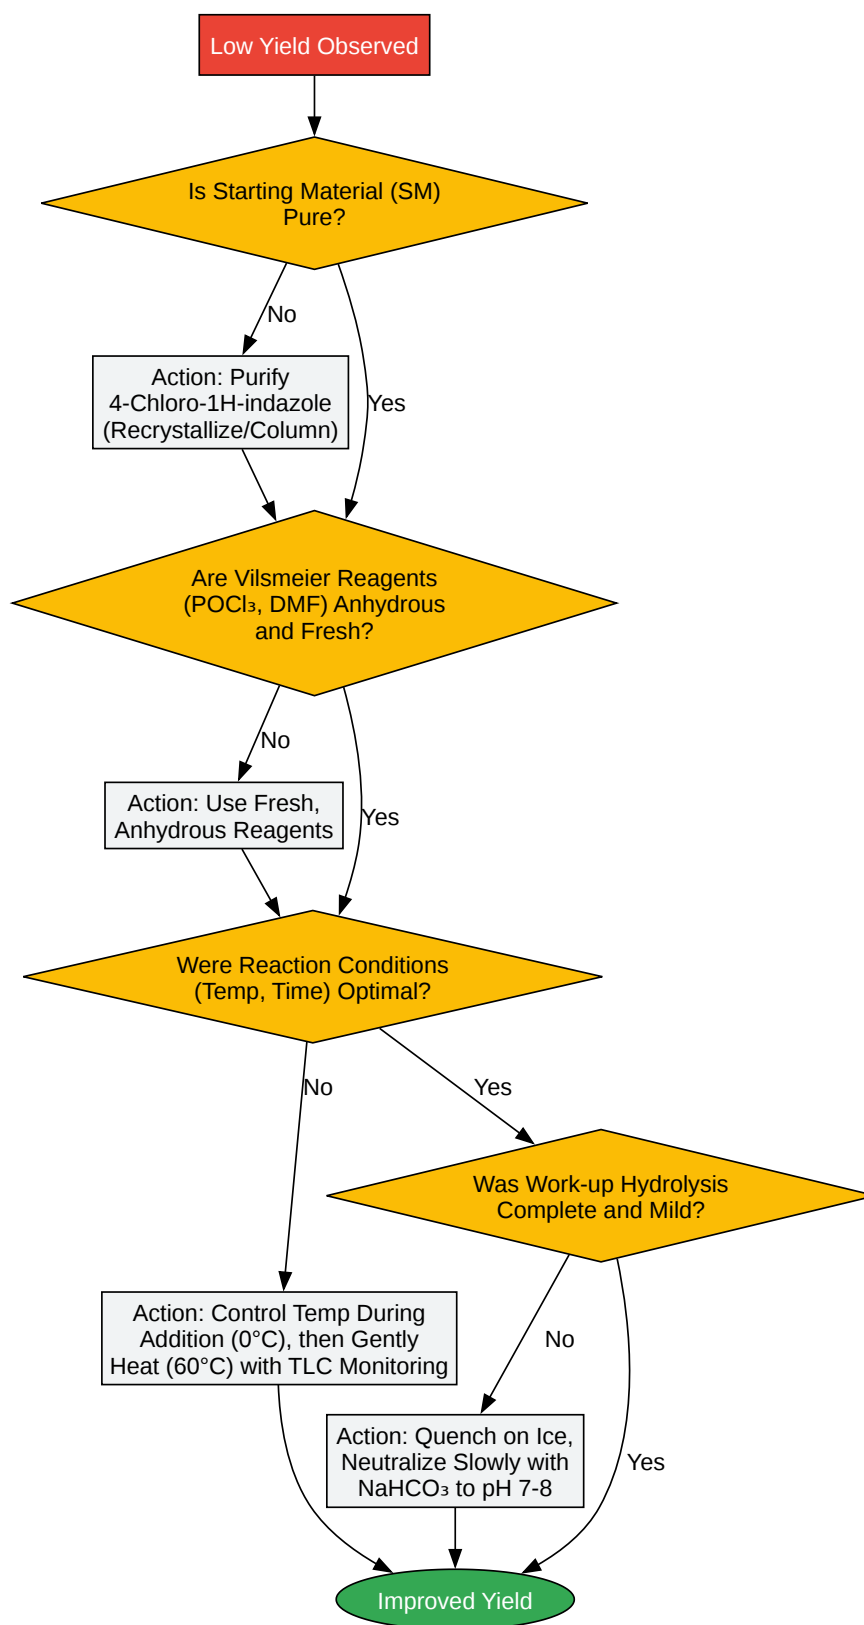 Low Yield Observed
Is Starting Material (SM)
Pure?
No
Action: Purify
4-Chloro-1H-indazole
(Recrystallize/Column)
Yes
Are Vilsmeier Reagents
(POCl₃, DMF) Anhydrous
and Fresh?
No
Action: Use Fresh,
Anhydrous Reagents
Yes
Were Reaction Conditions
(Temp, Time) Optimal?
No
Yes
Was Work-up Hydrolysis
Complete and Mild?
Action: Control Temp During
Addition (0°C), then Gently
Heat (60°C) with TLC Monitoring
No
Action: Quench on Ice,
Neutralize Slowly with
NaHCO₃ to pH 7-8
Yes
Improved Yield